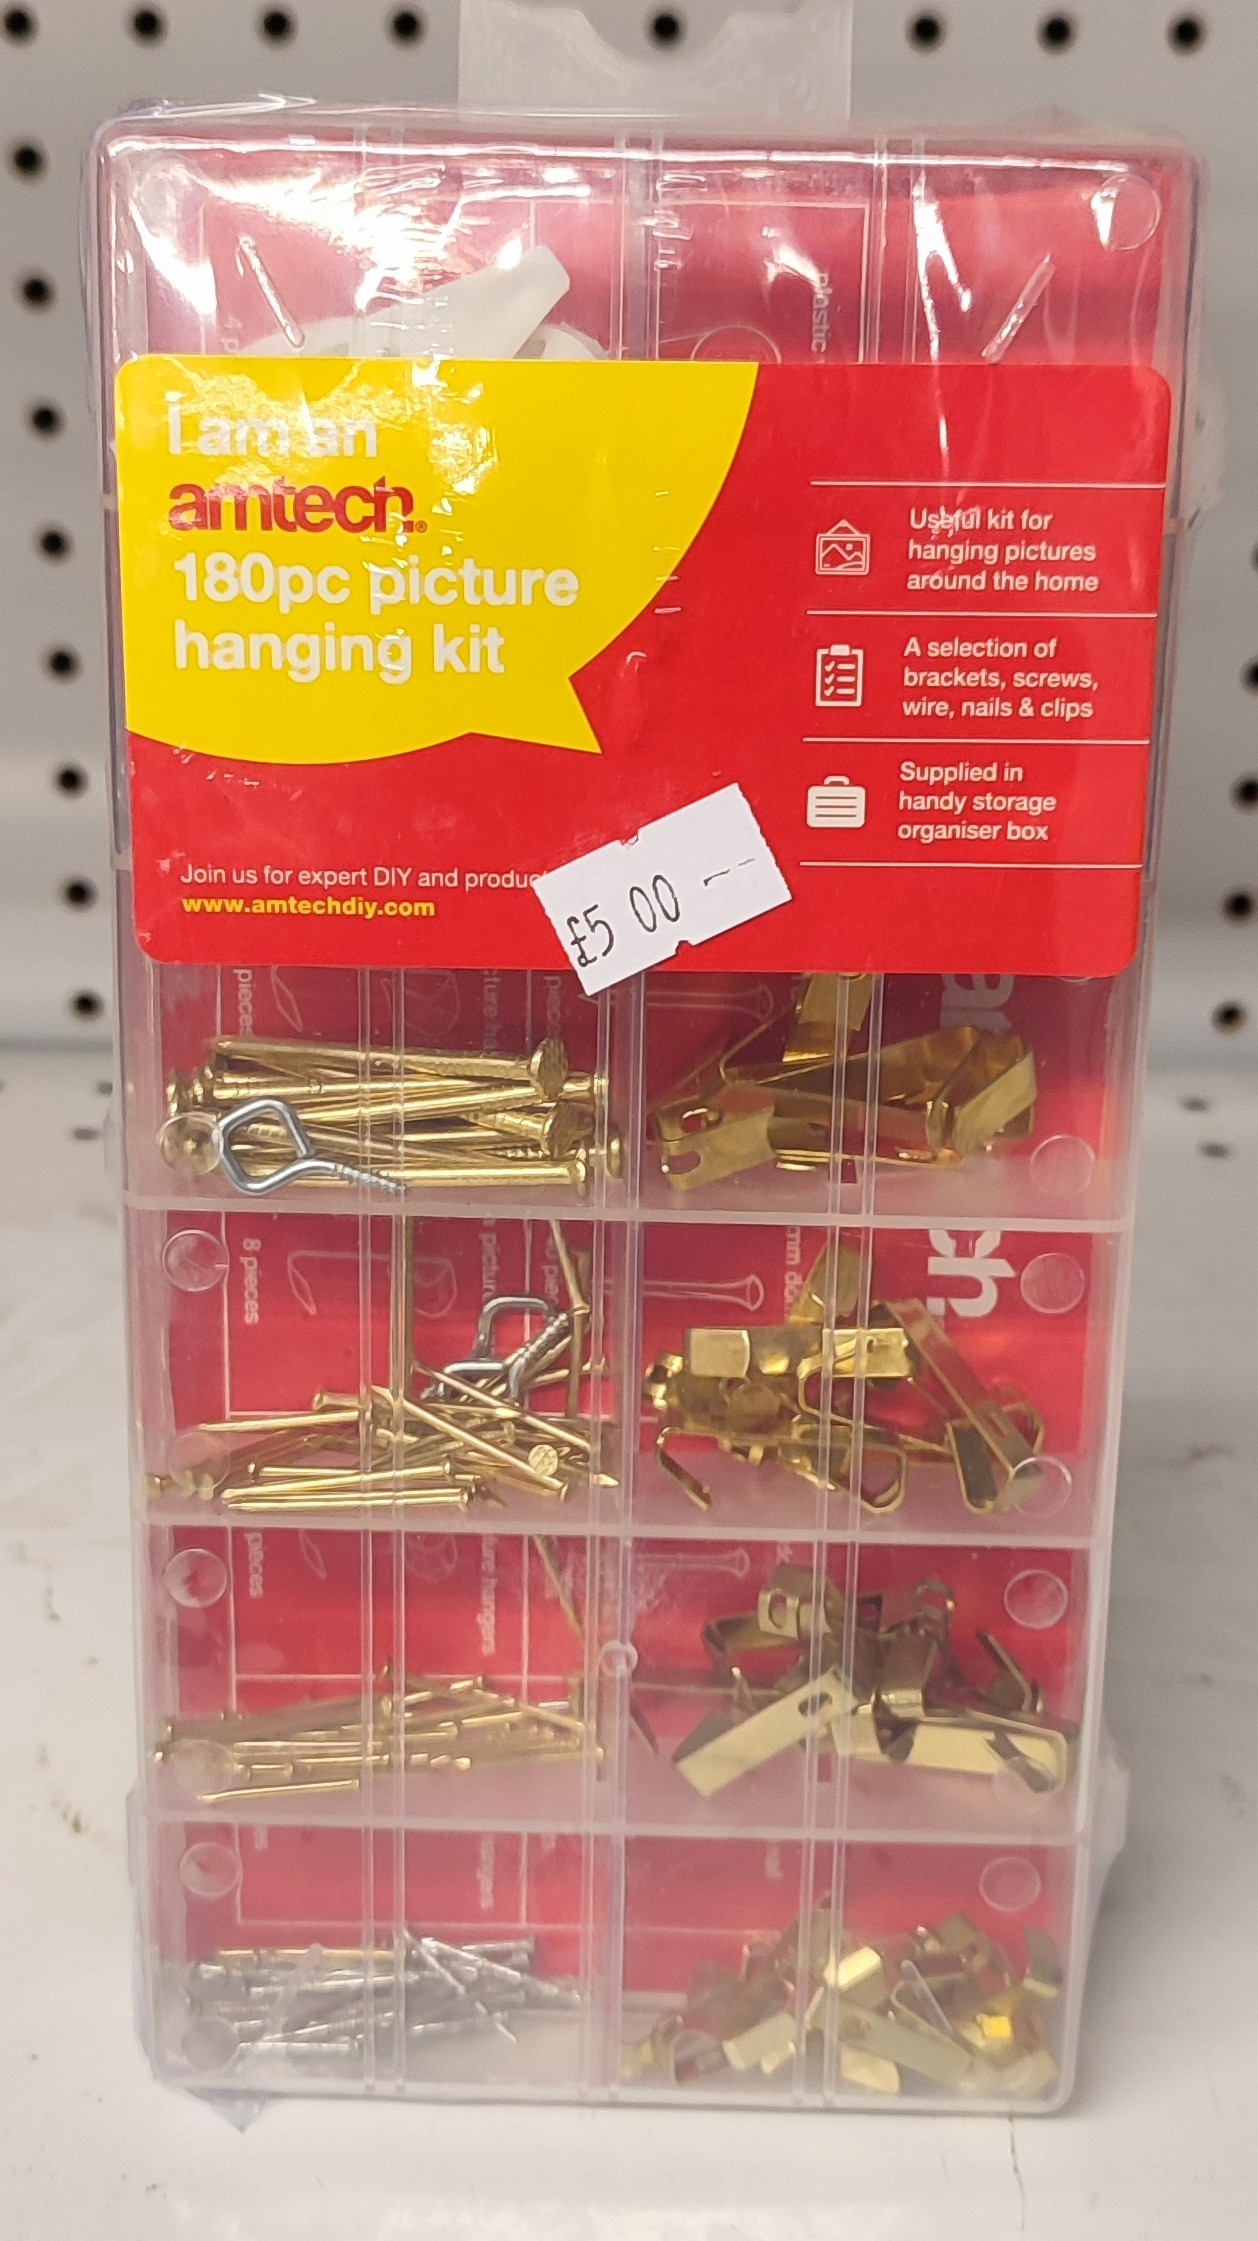 plastic
I am an
amtech®
180pc picture
hanging kit
Useful kit for
hanging pictures
around the home
A selection of
brackets, screws,
wire, nails & clips
Supplied in
handy storage
organiser box
Join us for expert DIY and
www.amtechdiy.com
£5 00
8 pieces
pieces